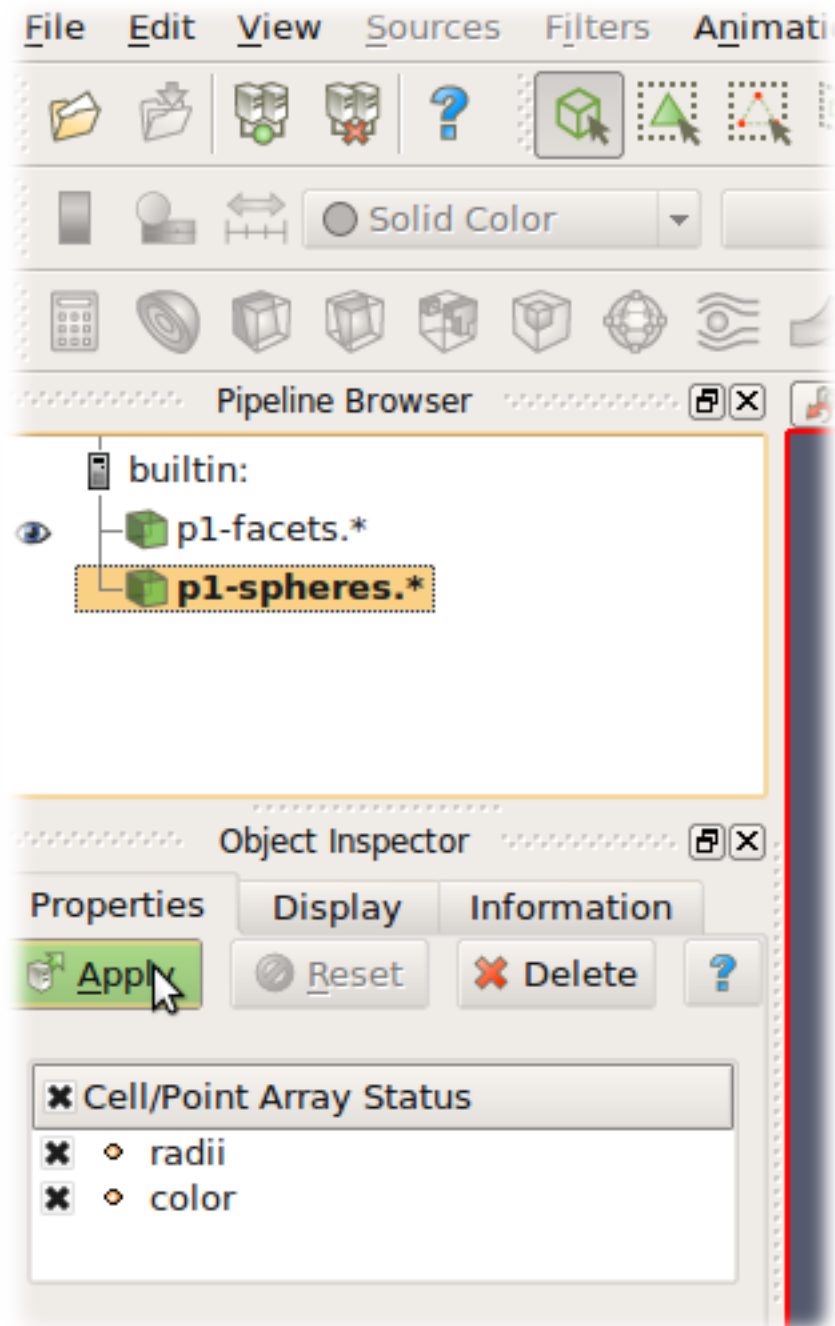 File Edit View Sources Filters Animati
Solid Color
Pipeline Browser
builtin:
p1-facets.*
p1-spheres.*
Object Inspector
Properties Display Information
Apply Reset Delete
Cell/Point Array Status
radii
color